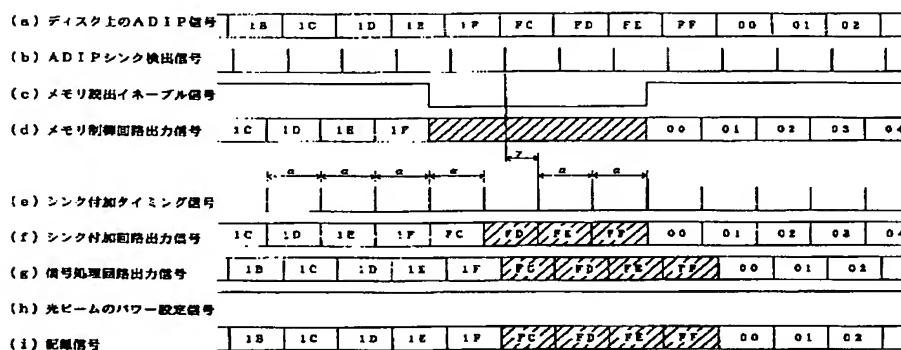 (a) ディスク上のADIP信号 1B 1C 1D 1E 1F FC FD FE FF 00 01 02
(b) ADIPシンク検出信号
(c) メモリ読出イネーブル信号
(d) メモリ制御回路出力信号 1C 1D 1E 1F 00 01 02 03 04
γ
α α α α α α
(e) シンク付加タイミング信号
(f) シンク付加回路出力信号 1C 1D 1E 1F FC FD FE FF 00 01 02 03 04
(g) 信号処理回路出力信号 1B 1C 1D 1E 1F FC FD FE FF 00 01 02
(h) 光ビームのパワー設定信号
(i) 記録信号 1B 1C 1D 1E 1F FC FD FE FF 00 01 02